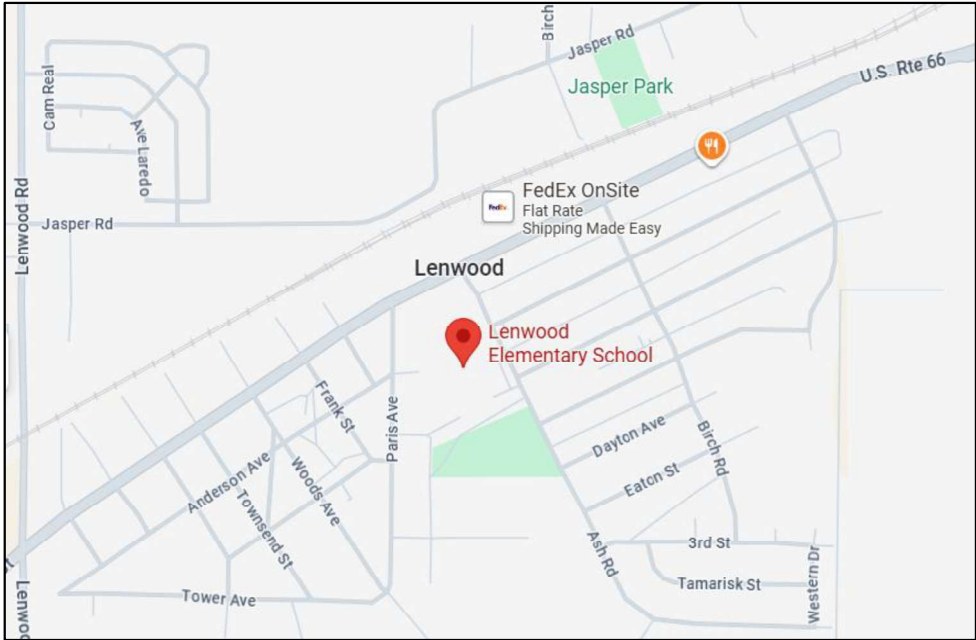 Birch
Jasper Rd
U.S. Rte 66
Jasper Park
Cam Real
Ave Laredo
FedEx
FedEx OnSite
Flat Rate
Shipping Made Easy
Jasper Rd
Lenwood Rd
Lenwood
Lenwood
Elementary School
Frank St
Paris Ave
Dayton Ave
Birch Rd
Anderson Ave
Woods Ave
Eaton St
Townsend St
Ash Rd
3rd St
St
Tamarisk St
Western Dr
Tower Ave
Lenwoo